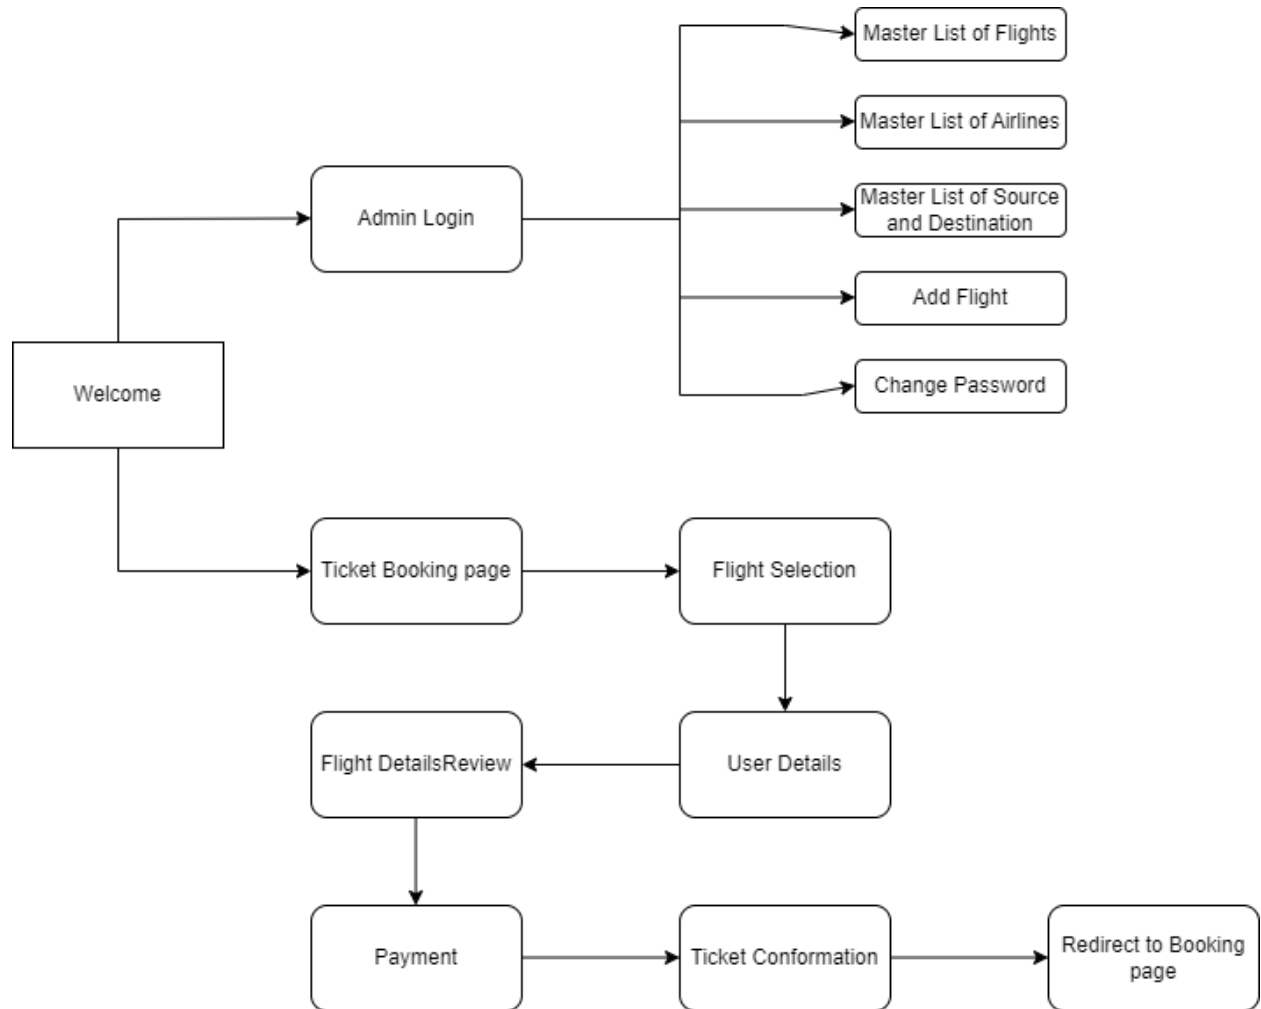 Master List of Flights
Master List of Airlines
Master List of Source
and Destination
Add Flight
Change Password
Admin Login
Welcome
Ticket Booking page
Flight Selection
User Details
Flight DetailsReview
Payment
Ticket Conformation
Redirect to Booking
page